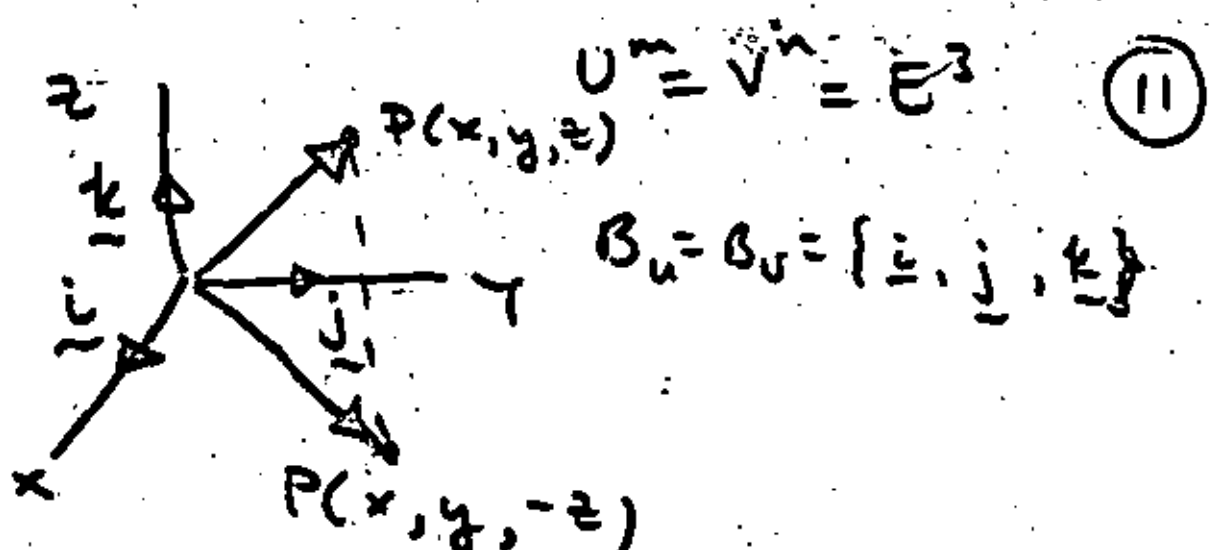 U^m = V^n = E^3
⑪
z
P(x, y, z)
k
B_u = B_v = {i, j, k}
i
j
Y
x
P(x, y, -z)